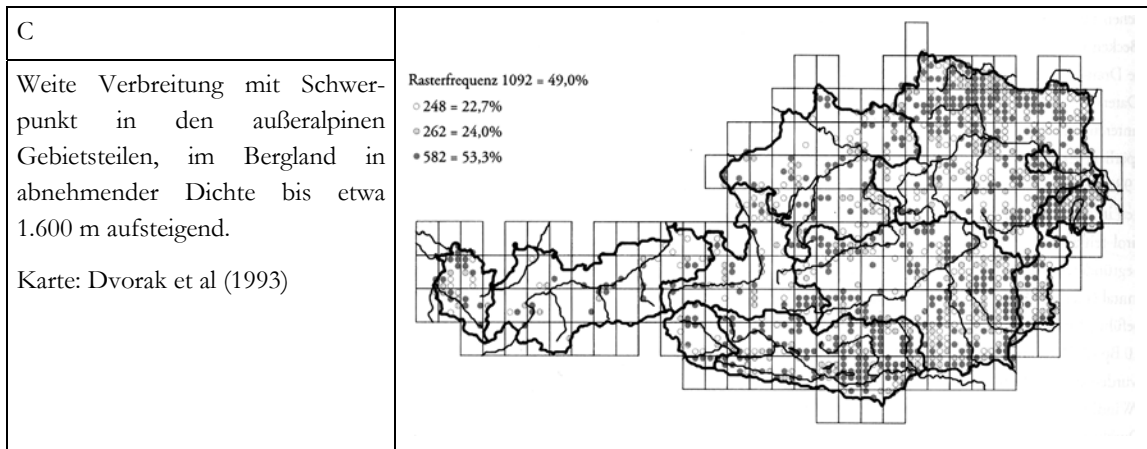 C
Weite Verbreitung mit Schwer-
punkt in den außeralpinen
Gebietsteilen, im Bergland in
abnehmender Dichte bis etwa
1.600 m aufsteigend.
Karte: Dvorak et al (1993)
Rasterfrequenz 1092 = 49,0%
○ 248 = 22,7%
◍ 262 = 24,0%
● 582 = 53,3%